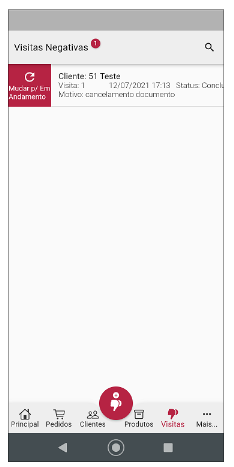 Visitas Negativas 1
Mudar p/ Em
Andamento
Cliente: 51 Teste
Visita: 1 12/07/2021 17:13 Status: Conclu
Motivo: cancelamento documento
Principal Pedidos Clientes Produtos Visitas Mais...